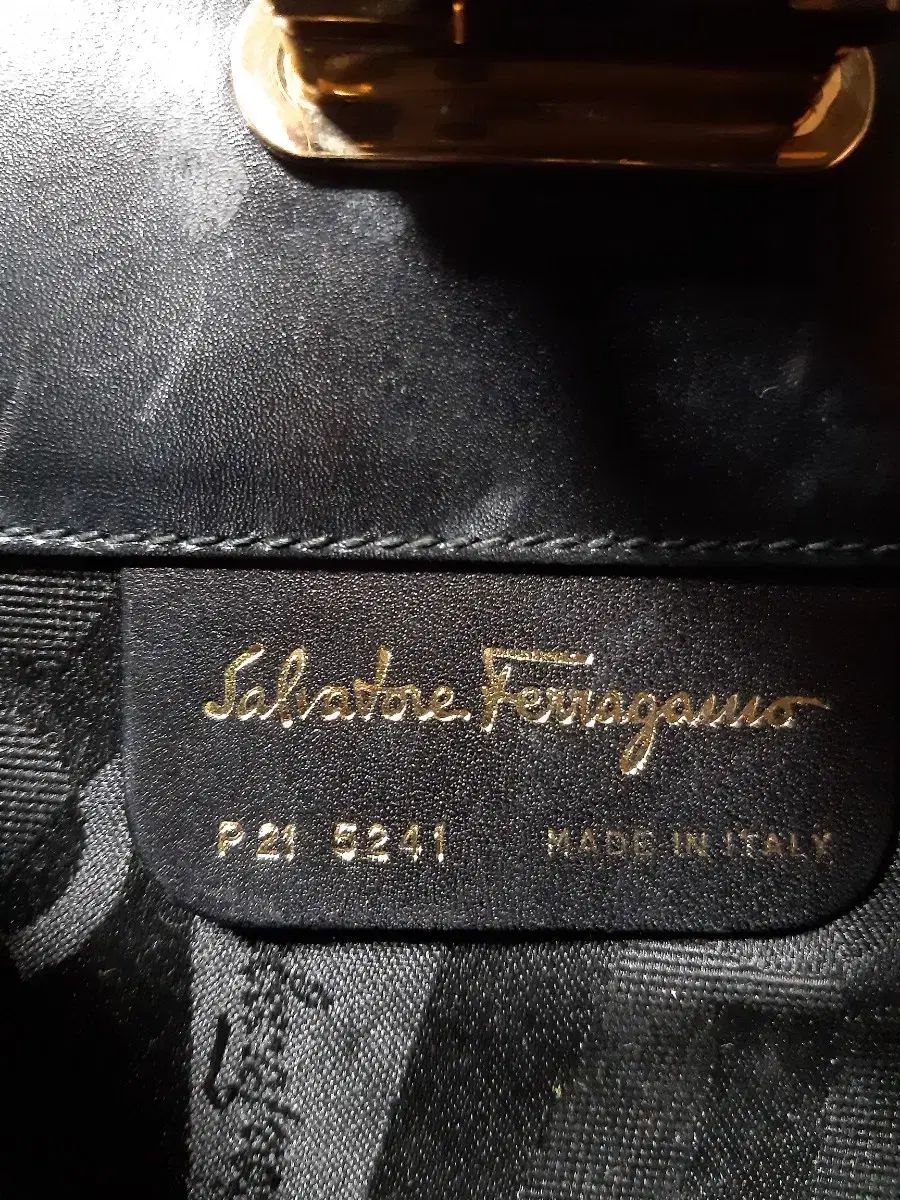 Salvatore Ferragamo
P21 5241 MADE IN ITALY